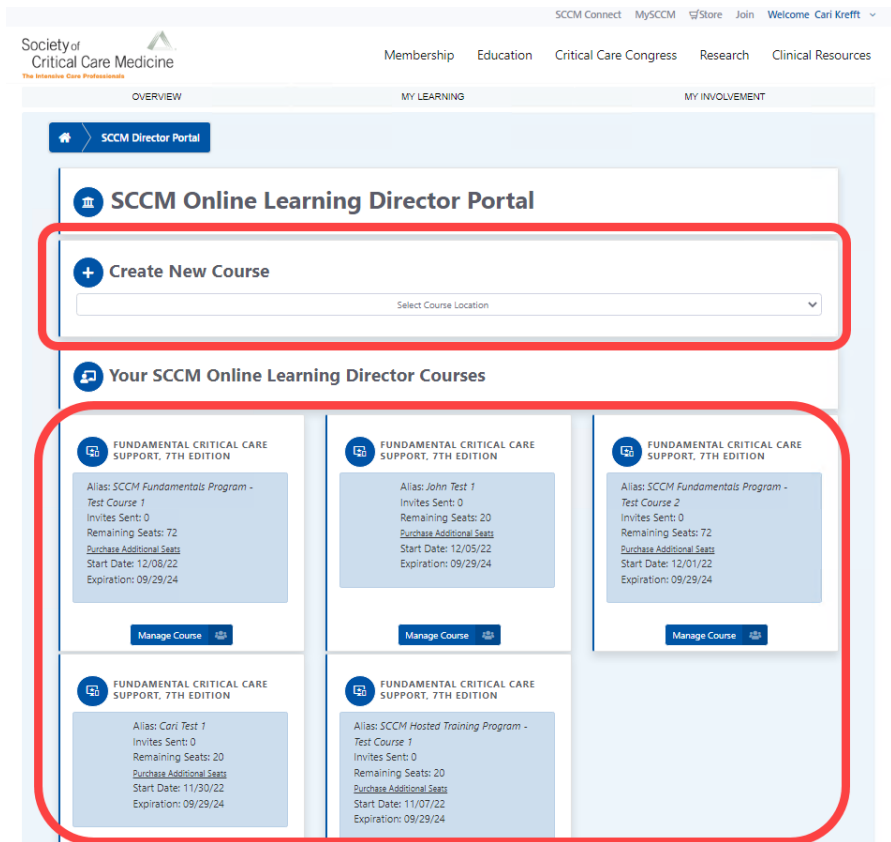 SCCM Connect MySCCM Store Join Welcome Cari Krefft
Society of
Critical Care Medicine
The Intensive Care Professionals
Membership Education Critical Care Congress Research Clinical Resources
OVERVIEW MY LEARNING MY INVOLVEMENT
SCCM Director Portal
SCCM Online Learning Director Portal
Create New Course
Select Course Location
Your SCCM Online Learning Director Courses
FUNDAMENTAL CRITICAL CARE
SUPPORT, 7TH EDITION
Alias: SCCM Fundamentals Program -
Test Course 1
Invites Sent: 0
Remaining Seats: 72
Purchase Additional Seats
Start Date: 12/08/22
Expiration: 09/29/24
Manage Course
FUNDAMENTAL CRITICAL CARE
SUPPORT, 7TH EDITION
Alias: John Test 1
Invites Sent: 0
Remaining Seats: 20
Purchase Additional Seats
Start Date: 12/05/22
Expiration: 09/29/24
Manage Course
FUNDAMENTAL CRITICAL CARE
SUPPORT, 7TH EDITION
Alias: SCCM Fundamentals Program -
Test Course 2
Invites Sent: 0
Remaining Seats: 72
Purchase Additional Seats
Start Date: 12/01/22
Expiration: 09/29/24
Manage Course
FUNDAMENTAL CRITICAL CARE
SUPPORT, 7TH EDITION
Alias: Cari Test 1
Invites Sent: 0
Remaining Seats: 20
Purchase Additional Seats
Start Date: 11/30/22
Expiration: 09/29/24
FUNDAMENTAL CRITICAL CARE
SUPPORT, 7TH EDITION
Alias: SCCM Hosted Training Program -
Test Course 1
Invites Sent: 0
Remaining Seats: 20
Purchase Additional Seats
Start Date: 11/07/22
Expiration: 09/29/24